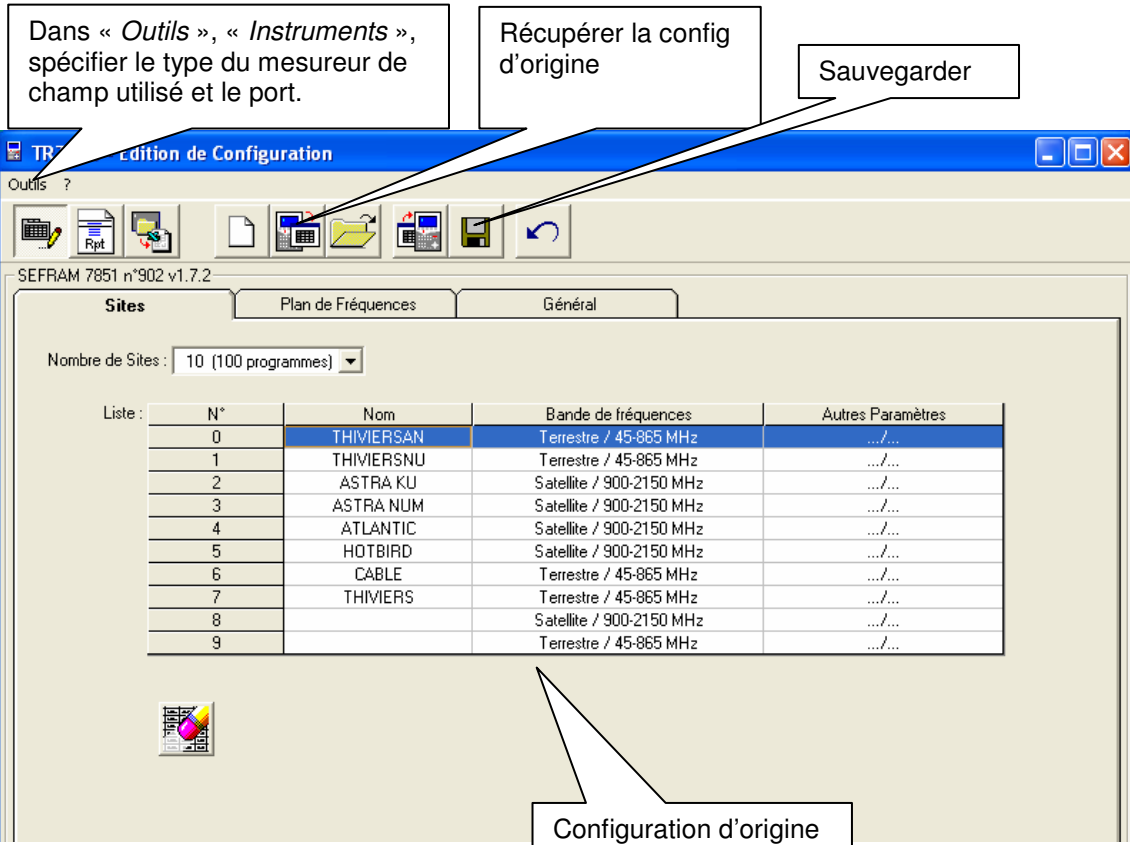 Dans « Outils », « Instruments »,
spécifier le type du mesureur de
champ utilisé et le port.
Récupérer la config
d'origine
Sauvegarder
Edition de Configuration
Outils ?
Rpt
SEFRAM 7851 n°902 v1.7.2
Sites Plan de Fréquences Général
Nombre de Sites : 10 (100 programmes)
Liste : N° Nom Bande de fréquences Autres Paramètres
0 THIVIERSAN Terrestre / 45-865 MHz .../...
1 THIVIERSNU Terrestre / 45-865 MHz .../...
2 ASTRA KU Satellite / 900-2150 MHz .../...
3 ASTRA NUM Satellite / 900-2150 MHz .../...
4 ATLANTIC Satellite / 900-2150 MHz .../...
5 HOTBIRD Satellite / 900-2150 MHz .../...
6 CABLE Terrestre / 45-865 MHz .../...
7 THIVIERS Terrestre / 45-865 MHz .../...
8 Satellite / 900-2150 MHz .../...
9 Terrestre / 45-865 MHz .../...
Configuration d'origine